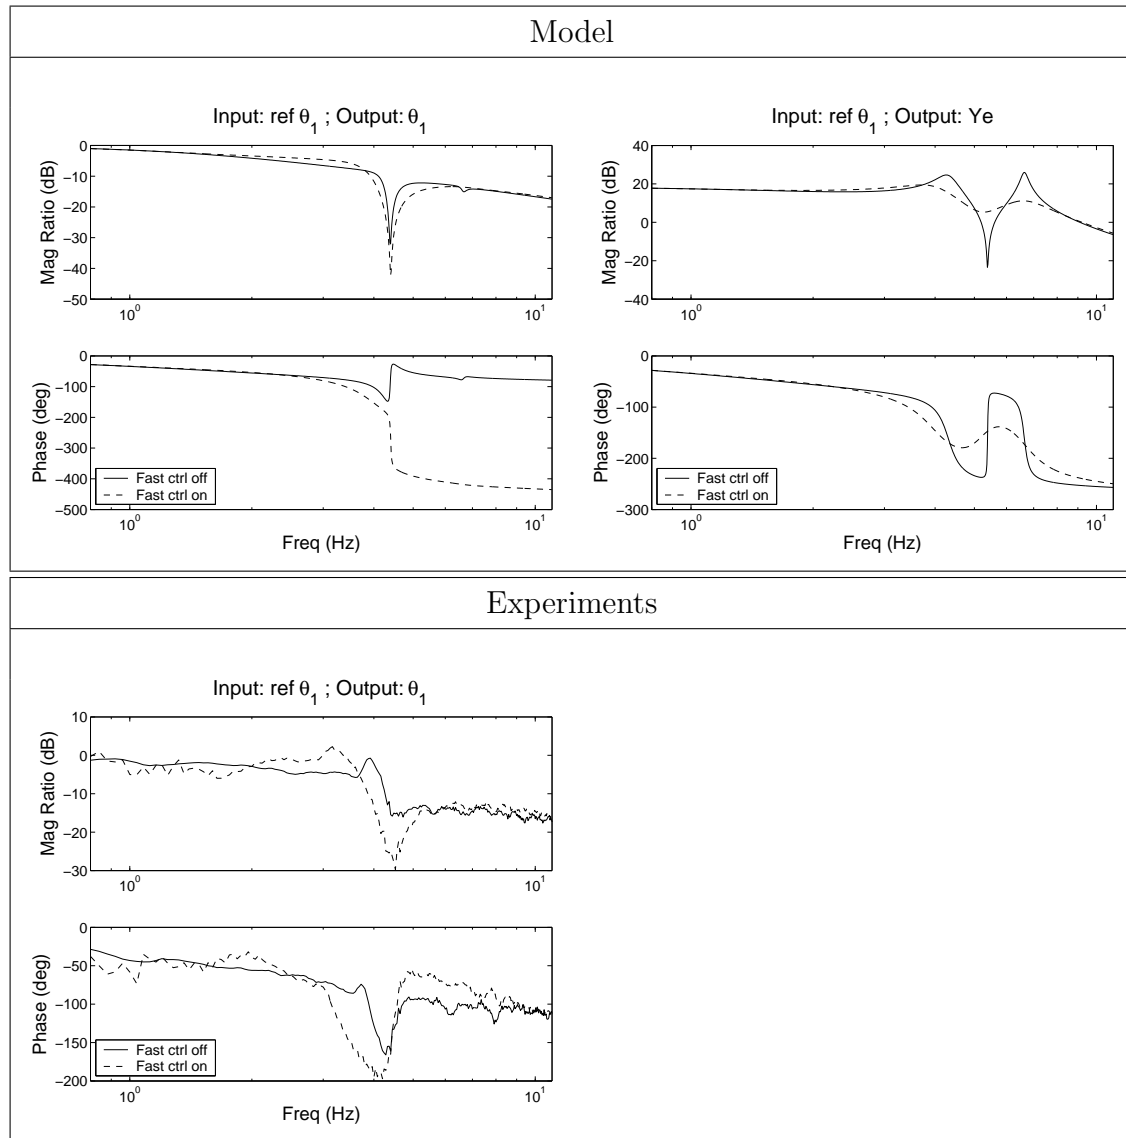 Model
Input: ref θ1 ; Output: θ1
Mag Ratio (dB)
0
−10
−20
−30
−40
−50
10^0
10^1
Phase (deg)
0
−100
−200
−300
−400
−500
Fast ctrl off
Fast ctrl on
10^0
10^1
Freq (Hz)
Input: ref θ1 ; Output: Ye
Mag Ratio (dB)
40
20
0
−20
−40
10^0
10^1
Phase (deg)
0
−100
−200
−300
Fast ctrl off
Fast ctrl on
10^0
10^1
Freq (Hz)
Experiments
Input: ref θ1 ; Output: θ1
Mag Ratio (dB)
10
0
−10
−20
−30
10^0
10^1
Phase (deg)
0
−50
−100
−150
−200
Fast ctrl off
Fast ctrl on
10^0
10^1
Freq (Hz)